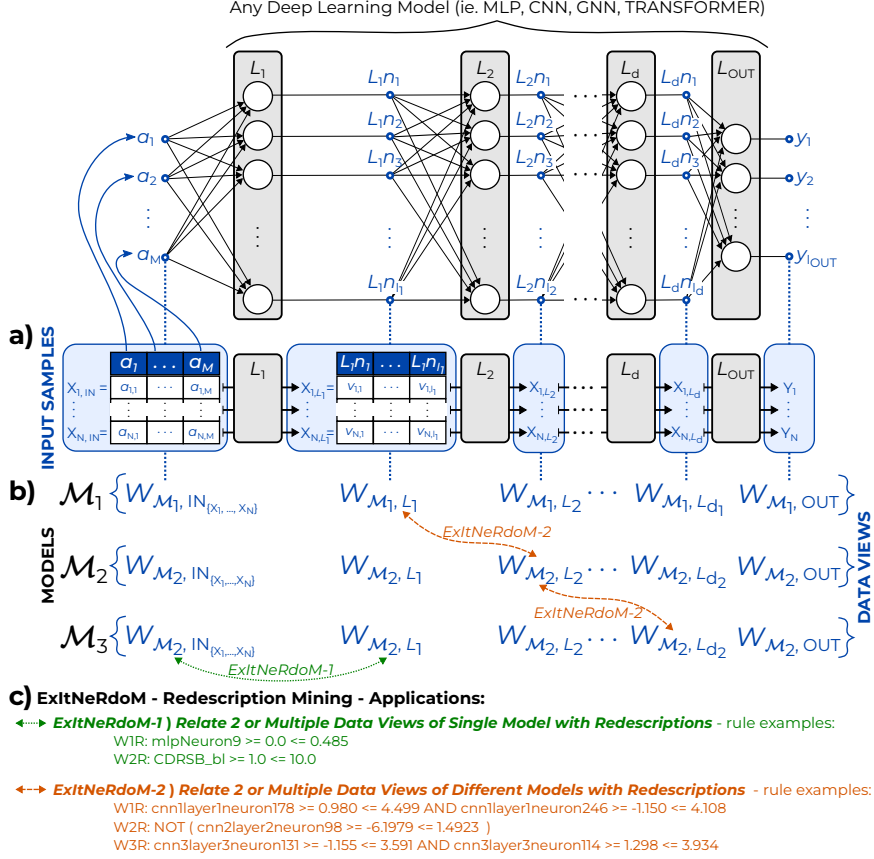 Any Deep Learning Model (ie. MLP, CNN, GNN, TRANSFORMER)
L1 L2 Ld LOUT
L1n1 L2n1 Ldn1
a1 L1n2 L2n2 Ldn2 y1
a2 L1n3 L2n3 Ldn3 y2
⋮ ⋮ ⋮ ⋮ ⋮
aM ylOUT
L1nl1 L2nl2 . . . Ldnld
a)
INPUT SAMPLES
a1 . . . aM L1 L1n1 . . . L1nl1 L2 Ld LOUT
X1, IN = a1,1 ··· a1,M X1,L1 = v1,1 ··· v1,l1 X1,L2 . . . X1,Ld Y1
⋮ ⋮ ⋮ ⋮ ⋮
XN, IN = aN,1 ··· aN,M XN,L1 = vN,1 ··· vN,l1 XN,L2 . . . XN,Ld YN
b)
MODELS
ℳ1 { Wℳ1, IN{X1, ..., XN} Wℳ1, L1 Wℳ1, L2 ··· Wℳ1, Ld1 Wℳ1, OUT }
ExItNeRdoM-2
ℳ2 { Wℳ2, IN{X1,...,XN} Wℳ2, L1 Wℳ2, L2 ··· Wℳ2, Ld2 Wℳ2, OUT }
ExItNeRdoM-2
ℳ3 { Wℳ2, IN{X1,...,XN} Wℳ2, L1 Wℳ2, L2 ··· Wℳ2, Ld2 Wℳ2, OUT }
ExItNeRdoM-1
DATA VIEWS
c) ExItNeRdoM - Redescription Mining - Applications:
ExItNeRdoM-1 ) Relate 2 or Multiple Data Views of Single Model with Redescriptions - rule examples:
W1R: mlpNeuron9 >= 0.0 <= 0.485
W2R: CDRSB_bl >= 1.0 <= 10.0
ExItNeRdoM-2 ) Relate 2 or Multiple Data Views of Different Models with Redescriptions - rule examples:
W1R: cnn1layer1neuron178 >= 0.980 <= 4.499 AND cnn1layer1neuron246 >= -1.150 <= 4.108
W2R: NOT ( cnn2layer2neuron98 >= -6.1979 <= 1.4923 )
W3R: cnn3layer3neuron131 >= -1.155 <= 3.591 AND cnn3layer3neuron114 >= 1.298 <= 3.934